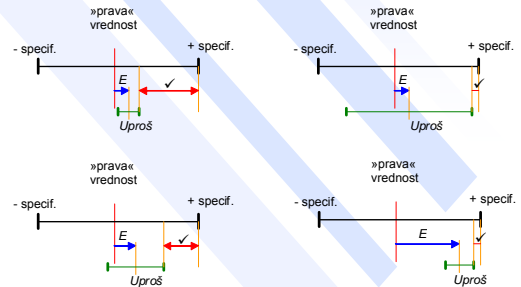 »prava«
vrednost
- specif.
+ specif.
E
✓
Uproš
»prava«
vrednost
- specif.
+ specif.
E
✓
Uproš
»prava«
vrednost
- specif.
+ specif.
E
✓
Uproš
»prava«
vrednost
- specif.
+ specif.
E
✓
Uproš